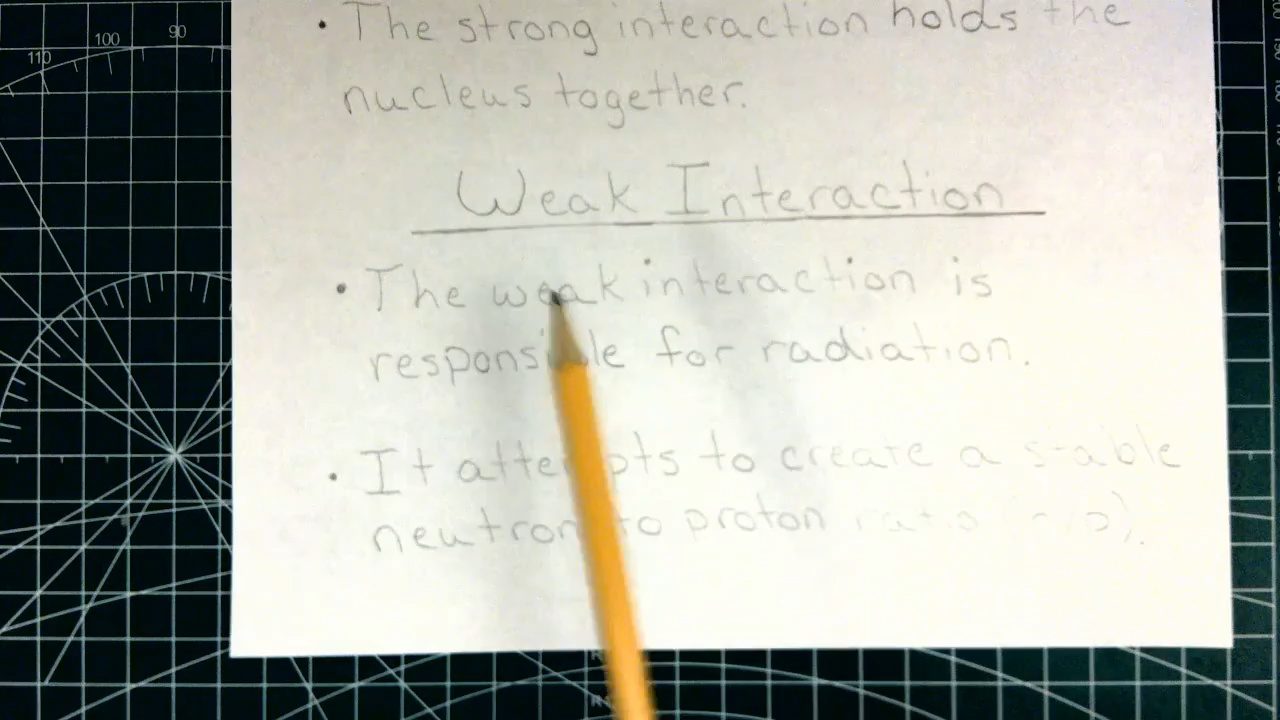 • The strong interaction holds the
nucleus together.
Weak Interaction
• The weak interaction is
responsible for radiation.
• It attempts to create a stable
neutron to proton ratio
110 100 90